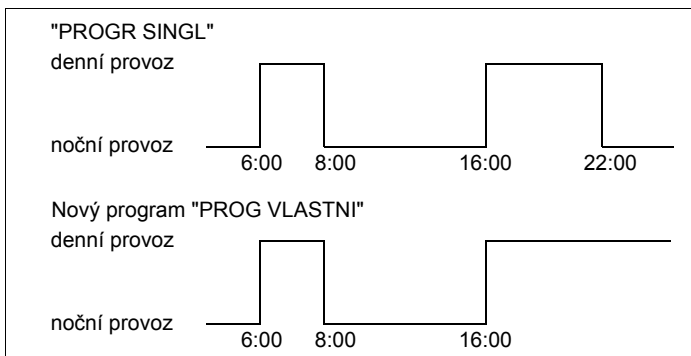 "PROGR SINGL"
denní provoz
noční provoz
6:00 8:00 16:00 22:00
Nový program "PROG VLASTNI"
denní provoz
noční provoz
6:00 8:00 16:00